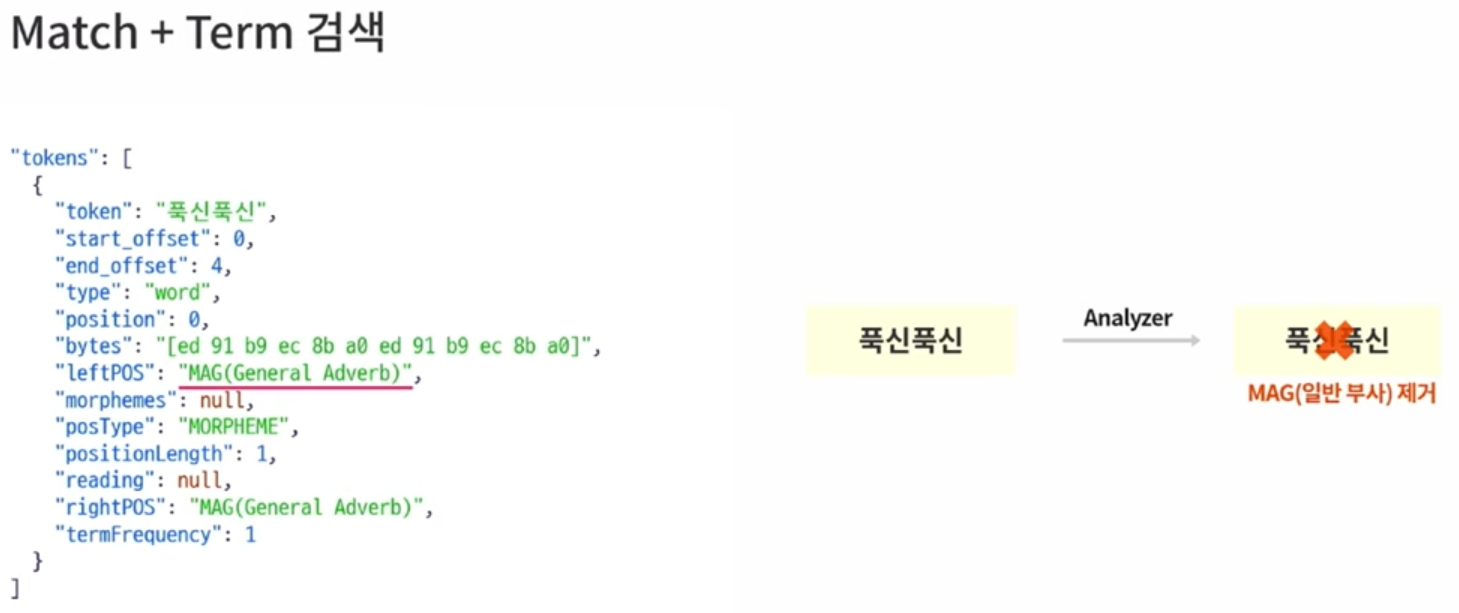 Match + Term 검색
"tokens": [
{
"token": "푹신푹신",
"start_offset": 0,
"end_offset": 4,
"type": "word",
"position": 0,
"bytes": "[ed 91 b9 ec 8b a0 ed 91 b9 ec 8b a0]",
"leftPOS": "MAG(General Adverb)",
"morphemes": null,
"posType": "MORPHEME",
"positionLength": 1,
"reading": null,
"rightPOS": "MAG(General Adverb)",
"termFrequency": 1
}
]
푹신푹신
Analyzer
푹신푹신
MAG(일반 부사) 제거